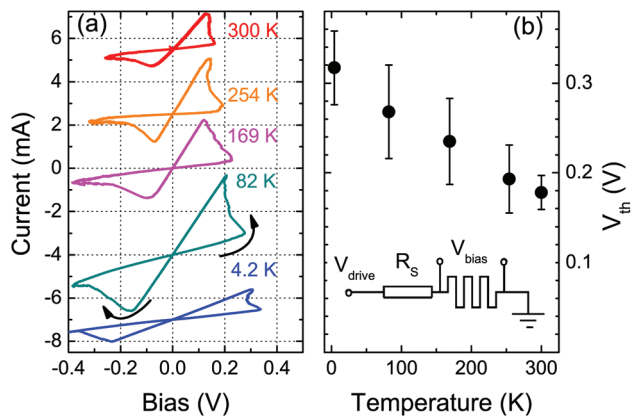 (a)
300 K
254 K
169 K
82 K
4.2 K
6
4
2
0
-2
-4
-6
-8
Current (mA)
-0.4 -0.2 0.0 0.2 0.4
Bias (V)
(b)
0.3
0.2
0.1
V_th (V)
V_drive
R_S
V_bias
0 100 200 300
Temperature (K)